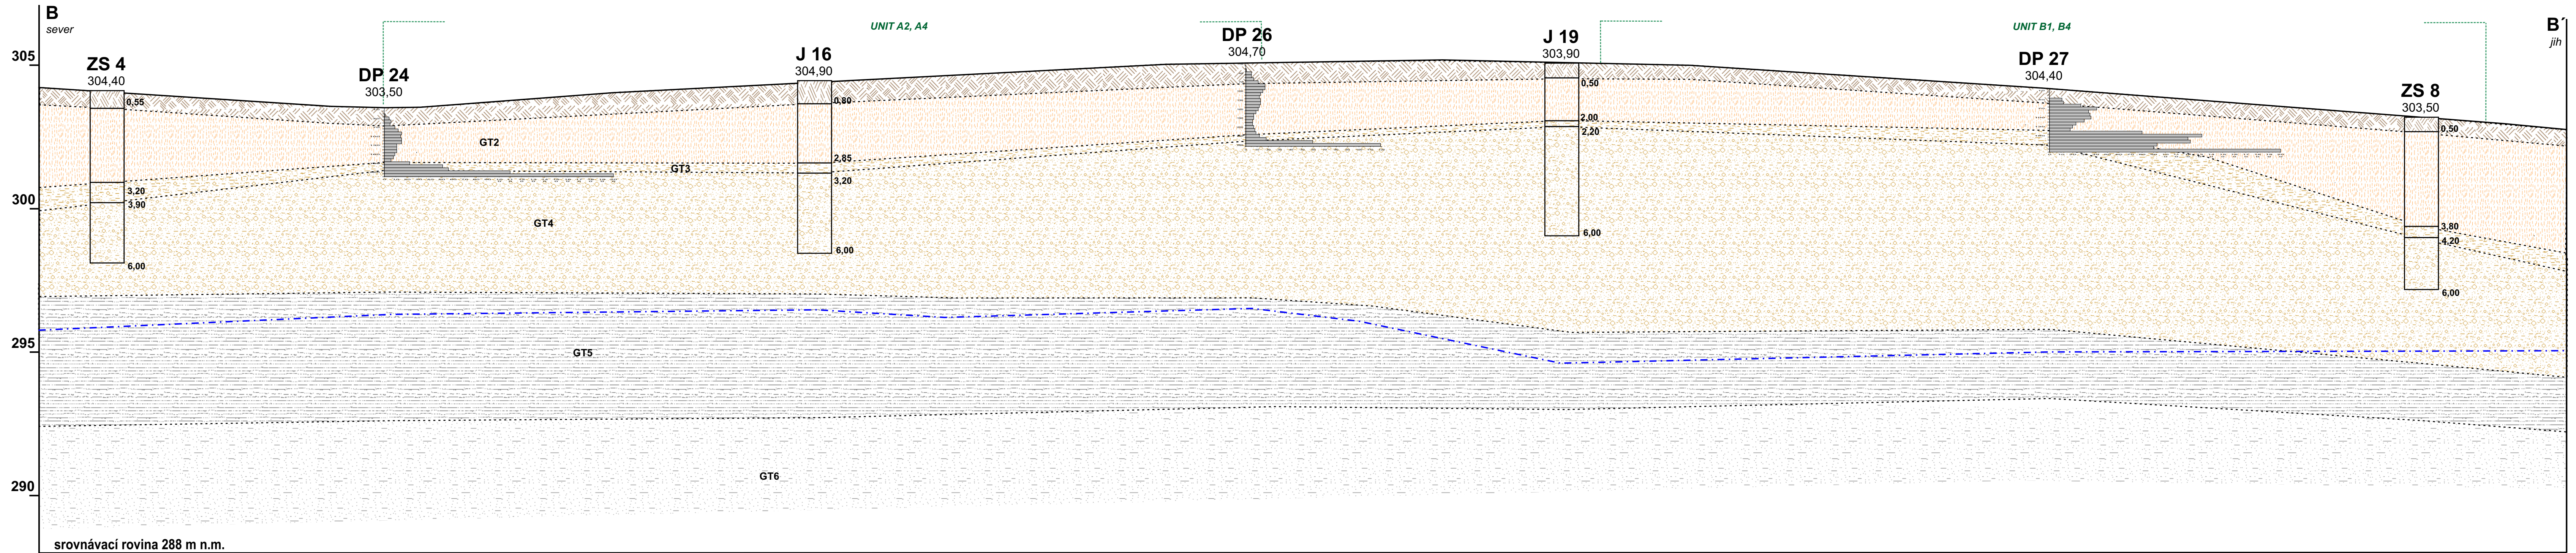 B
sever
B´
jih
UNIT A2, A4
UNIT B1, B4
ZS 4
304,40
DP 24
303,50
J 16
304,90
DP 26
304,70
J 19
303,90
DP 27
304,40
ZS 8
303,50
305
300
295
290
0,55
3,20
3,90
6,00
0,80
2,85
3,20
6,00
0,50
2,00
2,20
6,00
0,50
3,80
4,20
6,00
GT2
GT3
GT4
GT5
GT6
srovnávací rovina 288 m n.m.